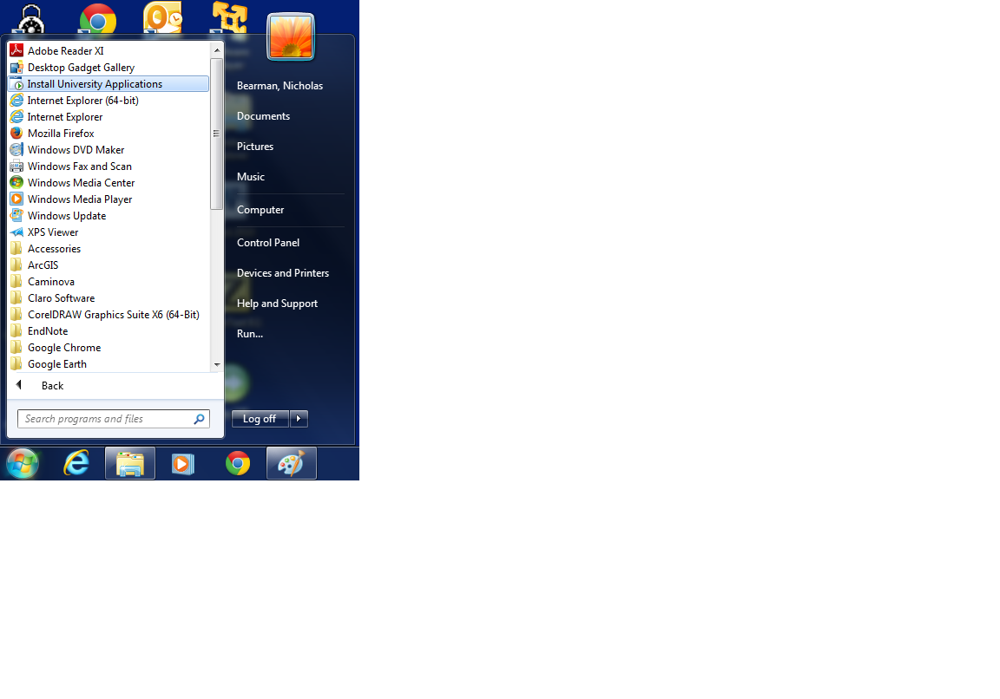 Adobe Reader XI
Desktop Gadget Gallery
Install University Applications
Internet Explorer (64-bit)
Internet Explorer
Mozilla Firefox
Windows DVD Maker
Windows Fax and Scan
Windows Media Center
Windows Media Player
Windows Update
XPS Viewer
Accessories
ArcGIS
Caminova
Claro Software
CorelDRAW Graphics Suite X6 (64-Bit)
EndNote
Google Chrome
Google Earth
Back
Search programs and files
Bearman, Nicholas
Documents
Pictures
Music
Computer
Control Panel
Devices and Printers
Help and Support
Run...
Log off